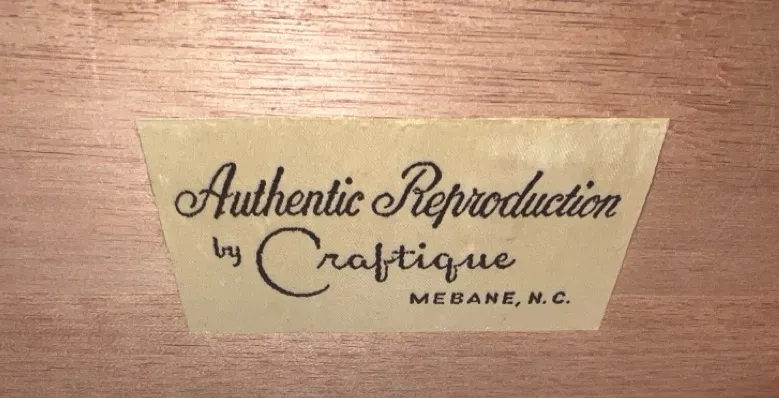 Authentic Reproduction
by Craftique
MEBANE, N.C.